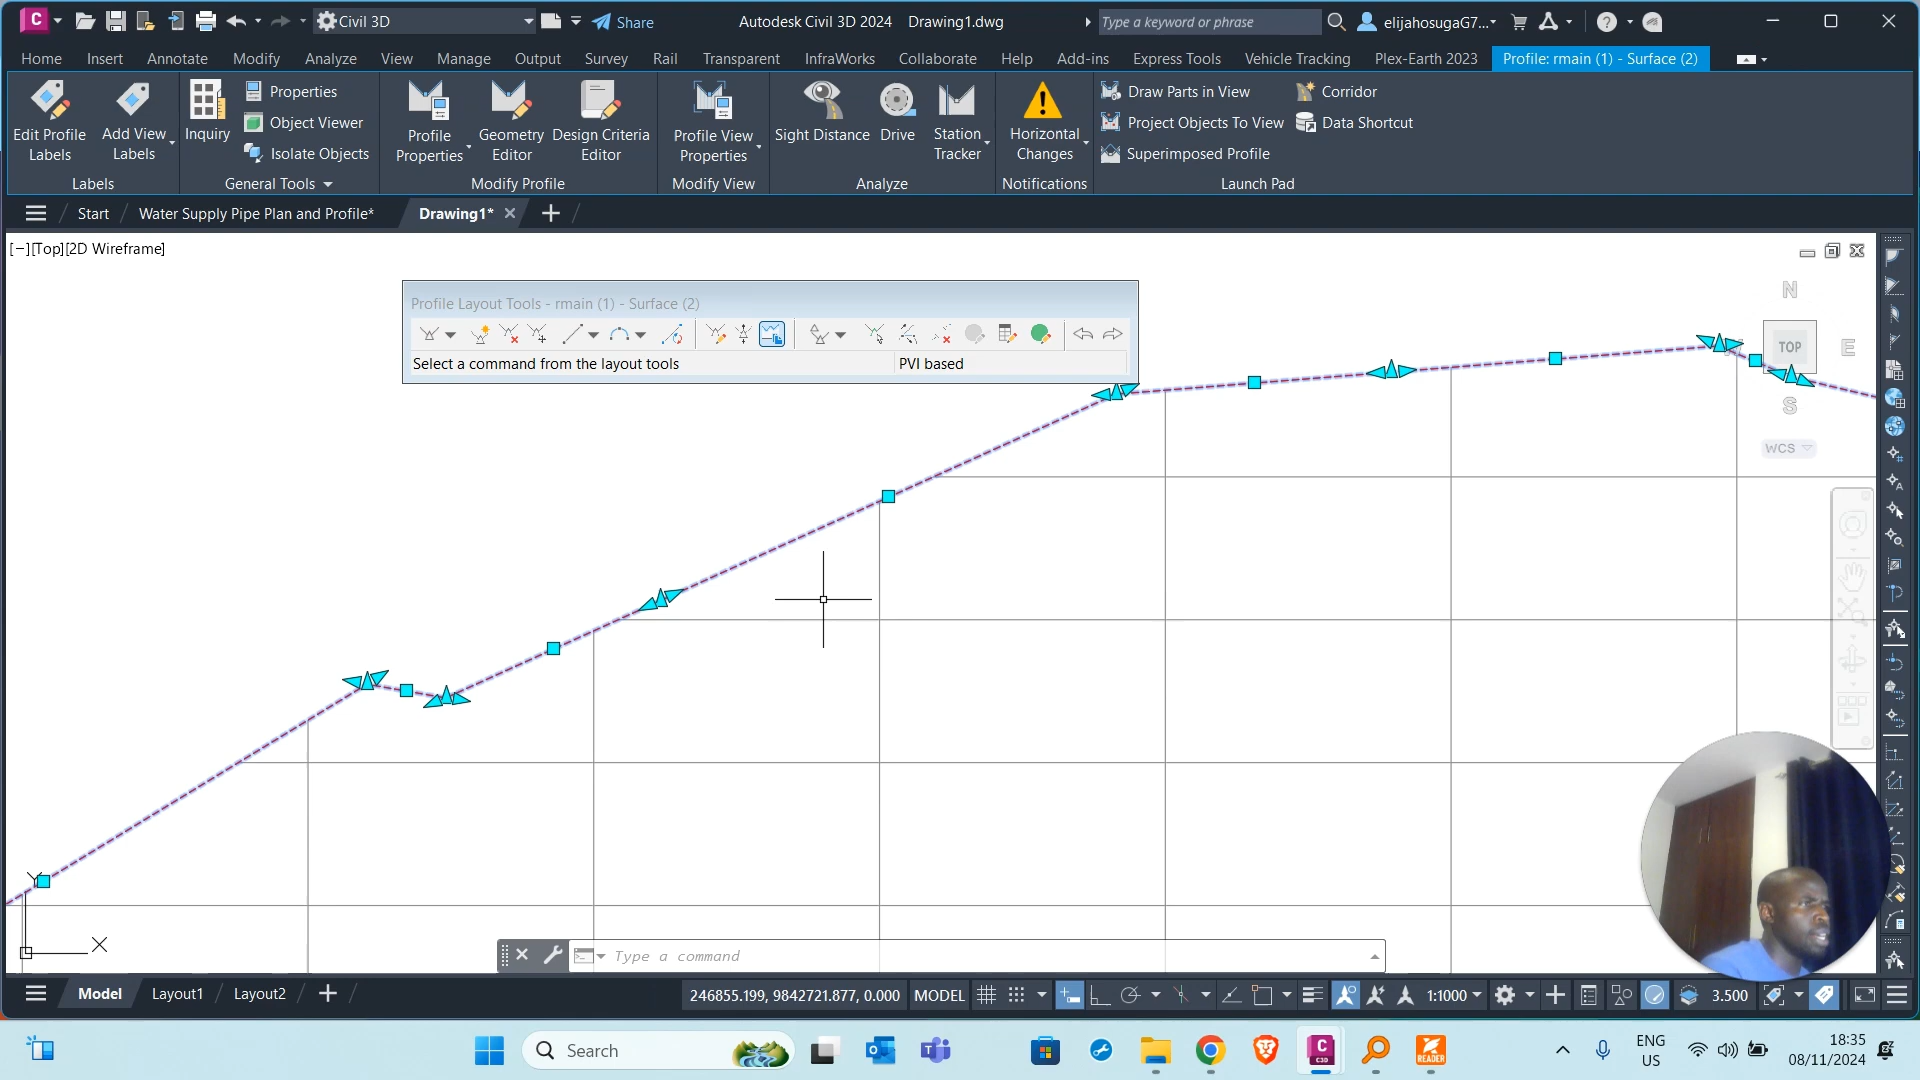 Civil 3D
Share
Autodesk Civil 3D 2024 Drawing1.dwg
Type a keyword or phrase
elijahosugaG7...
Home Insert Annotate Modify Analyze View Manage Output Survey Rail Transparent InfraWorks Collaborate Help Add-ins Express Tools Vehicle Tracking Plex-Earth 2023 Profile: rmain (1) - Surface (2)
Edit Profile
Labels
Add View
Labels
Labels
Inquiry
Properties
Object Viewer
Isolate Objects
General Tools
Profile
Properties
Geometry
Editor
Design Criteria
Editor
Modify Profile
Profile View
Properties
Modify View
Sight Distance
Drive
Station
Tracker
Analyze
Horizontal
Changes
Notifications
Draw Parts in View
Project Objects To View
Superimposed Profile
Corridor
Data Shortcut
Launch Pad
Start Water Supply Pipe Plan and Profile* Drawing1*
[−][Top][2D Wireframe]
Profile Layout Tools - rmain (1) - Surface (2)
Select a command from the layout tools PVI based
N
TOP E
S
WCS
Y
X
Type a command
Model Layout1 Layout2
246855.199, 9842721.877, 0.000 MODEL 1:1000 3.500
Search
C3D
READER
ENG
US
18:35
08/11/2024